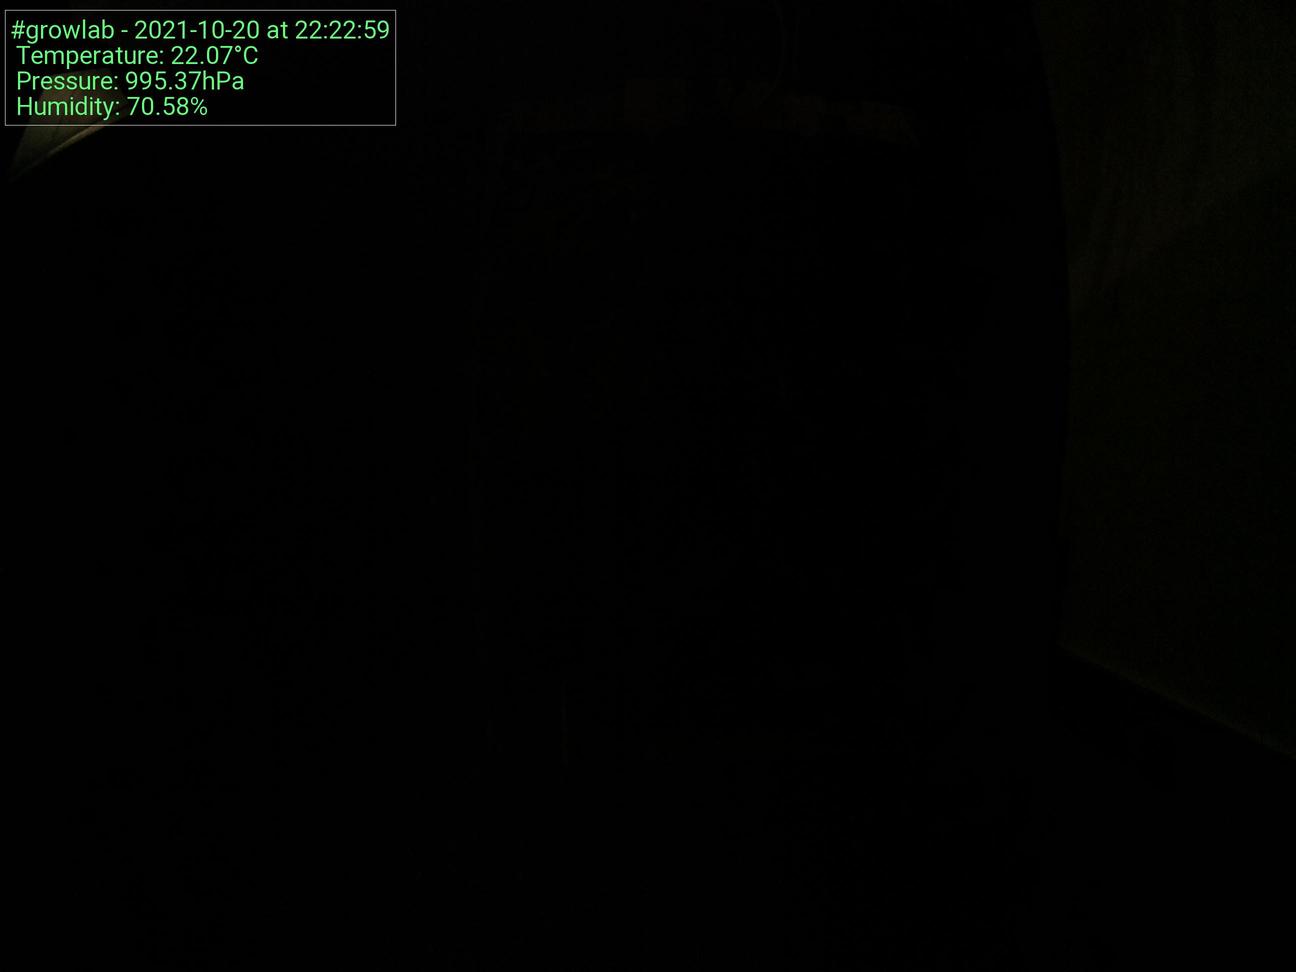 #growlab - 2021-10-20 at 22:22:59
Temperature: 22.07°C
Pressure: 995.37hPa
Humidity: 70.58%